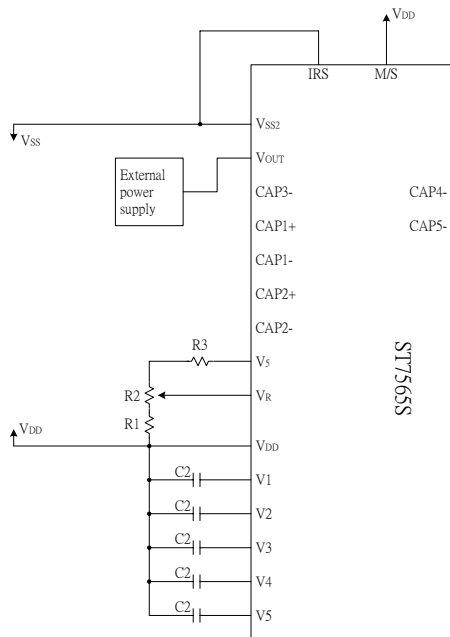 VDD
IRS M/S
VSS2
VSS
VOUT
External
power
supply
CAP3- CAP4-
CAP1+ CAP5-
CAP1-
CAP2+
CAP2-
ST7565S
R3
V5
R2
VR
R1
VDD
VDD
C2
V1
C2
V2
C2
V3
C2
V4
C2
V5